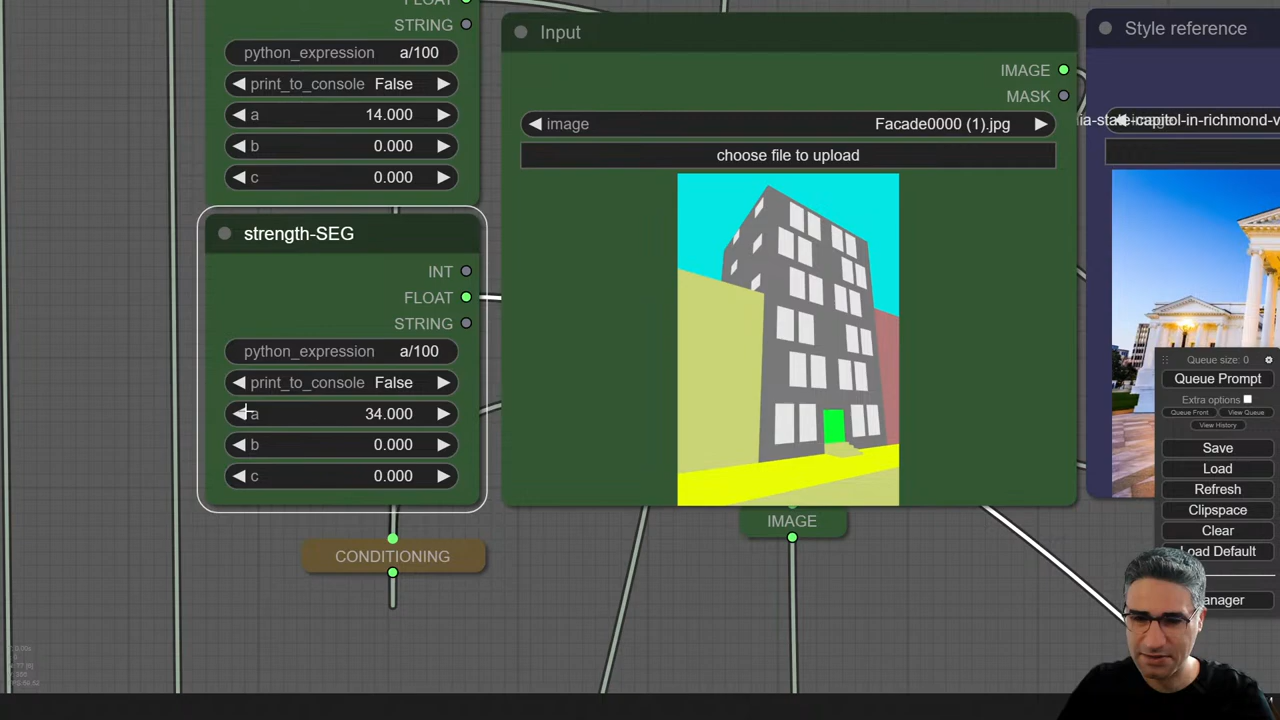 FLOAT
STRING
python_expression a/100
print_to_console False
a 14.000
b 0.000
c 0.000
strength-SEG
INT
FLOAT
STRING
python_expression a/100
print_to_console False
a 34.000
b 0.000
c 0.000
CONDITIONING
Input
IMAGE
MASK
image Facade0000 (1).jpg
choose file to upload
IMAGE
Style reference
ia-state-capitol-in-richmond-v
Queue size: 0
Queue Prompt
Extra options
Queue Front View Queue
View History
Save
Load
Refresh
Clipspace
Clear
Load Default
anager